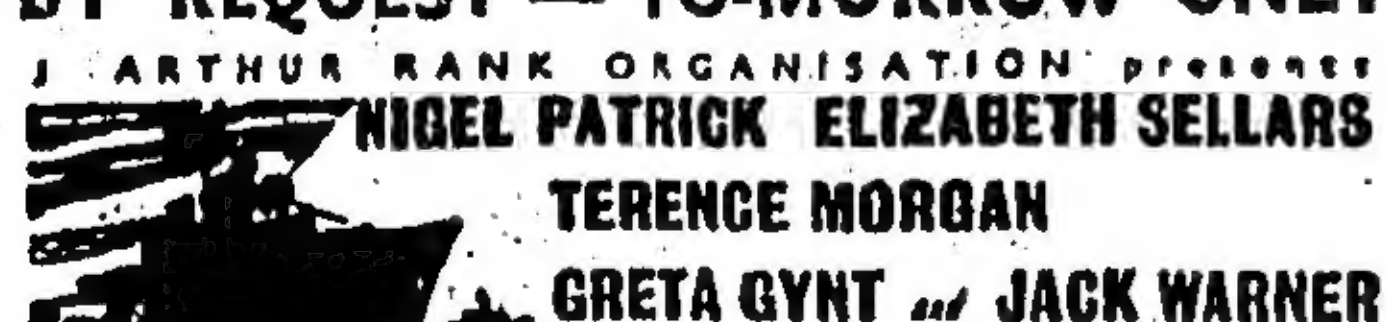 BY REQUEST — TO-MORROW ONLY
J ARTHUR RANK ORGANISATION presents
NIGEL PATRICK ELIZABETH SELLARS
TERENCE MORGAN
GRETA GYNT and JACK WARNER